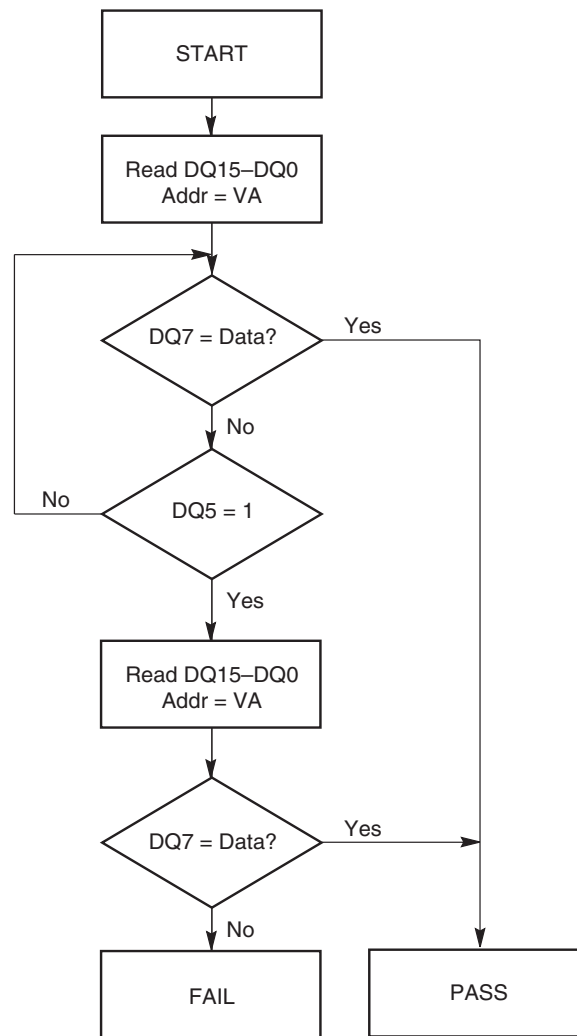 START
Read DQ15–DQ0
Addr = VA
DQ7 = Data?
Yes
No
No
DQ5 = 1
Yes
Read DQ15–DQ0
Addr = VA
DQ7 = Data?
Yes
No
FAIL
PASS